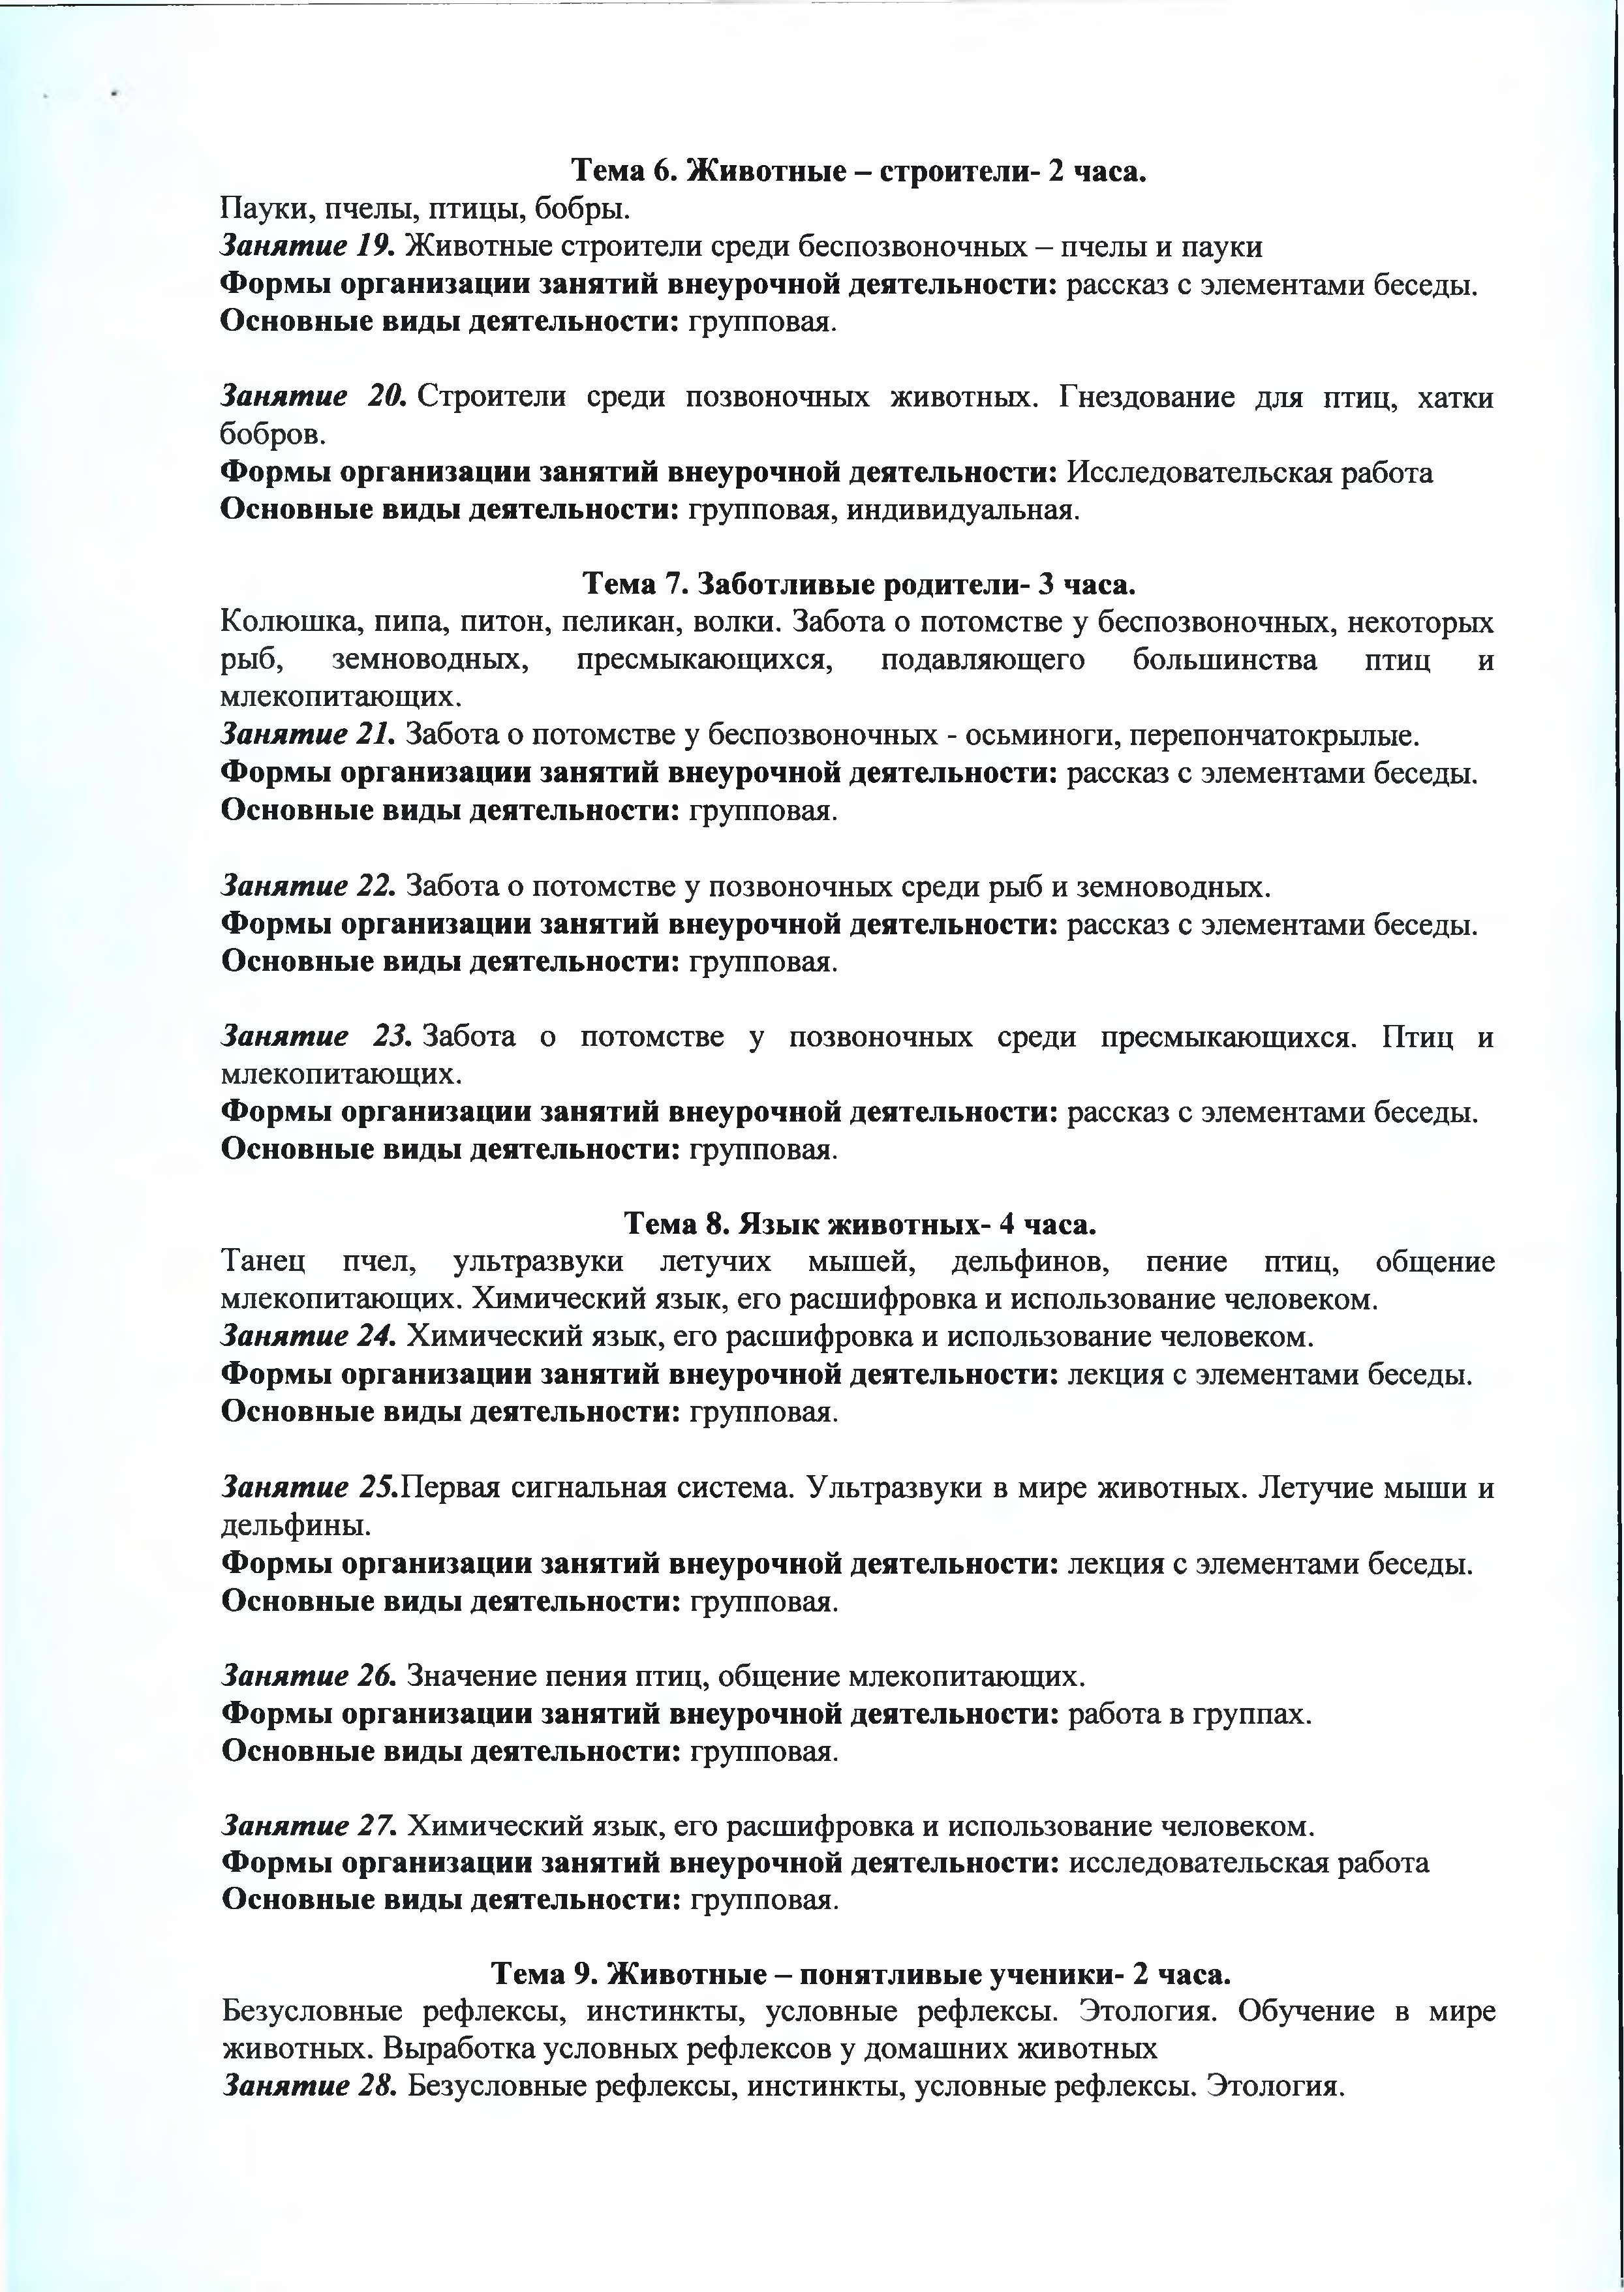 Тема 6. Животные – строители- 2 часа.
Пауки, пчелы, птицы, бобры.
Занятие 19. Животные строители среди беспозвоночных – пчелы и пауки
Формы организации занятий внеурочной деятельности: рассказ с элементами беседы.
Основные виды деятельности: групповая.
Занятие 20. Строители среди позвоночных животных. Гнездование для птиц, хатки
бобров.
Формы организации занятий внеурочной деятельности: Исследовательская работа
Основные виды деятельности: групповая, индивидуальная.
Тема 7. Заботливые родители- 3 часа.
Колюшка, пипа, питон, пеликан, волки. Забота о потомстве у беспозвоночных, некоторых
рыб, земноводных, пресмыкающихся, подавляющего большинства птиц и
млекопитающих.
Занятие 21. Забота о потомстве у беспозвоночных - осьминоги, перепончатокрылые.
Формы организации занятий внеурочной деятельности: рассказ с элементами беседы.
Основные виды деятельности: групповая.
Занятие 22. Забота о потомстве у позвоночных среди рыб и земноводных.
Формы организации занятий внеурочной деятельности: рассказ с элементами беседы.
Основные виды деятельности: групповая.
Занятие 23. Забота о потомстве у позвоночных среди пресмыкающихся. Птиц и
млекопитающих.
Формы организации занятий внеурочной деятельности: рассказ с элементами беседы.
Основные виды деятельности: групповая.
Тема 8. Язык животных- 4 часа.
Танец пчел, ультразвуки летучих мышей, дельфинов, пение птиц, общение
млекопитающих. Химический язык, его расшифровка и использование человеком.
Занятие 24. Химический язык, его расшифровка и использование человеком.
Формы организации занятий внеурочной деятельности: лекция с элементами беседы.
Основные виды деятельности: групповая.
Занятие 25.Первая сигнальная система. Ультразвуки в мире животных. Летучие мыши и
дельфины.
Формы организации занятий внеурочной деятельности: лекция с элементами беседы.
Основные виды деятельности: групповая.
Занятие 26. Значение пения птиц, общение млекопитающих.
Формы организации занятий внеурочной деятельности: работа в группах.
Основные виды деятельности: групповая.
Занятие 27. Химический язык, его расшифровка и использование человеком.
Формы организации занятий внеурочной деятельности: исследовательская работа
Основные виды деятельности: групповая.
Тема 9. Животные – понятливые ученики- 2 часа.
Безусловные рефлексы, инстинкты, условные рефлексы. Этология. Обучение в мире
животных. Выработка условных рефлексов у домашних животных
Занятие 28. Безусловные рефлексы, инстинкты, условные рефлексы. Этология.